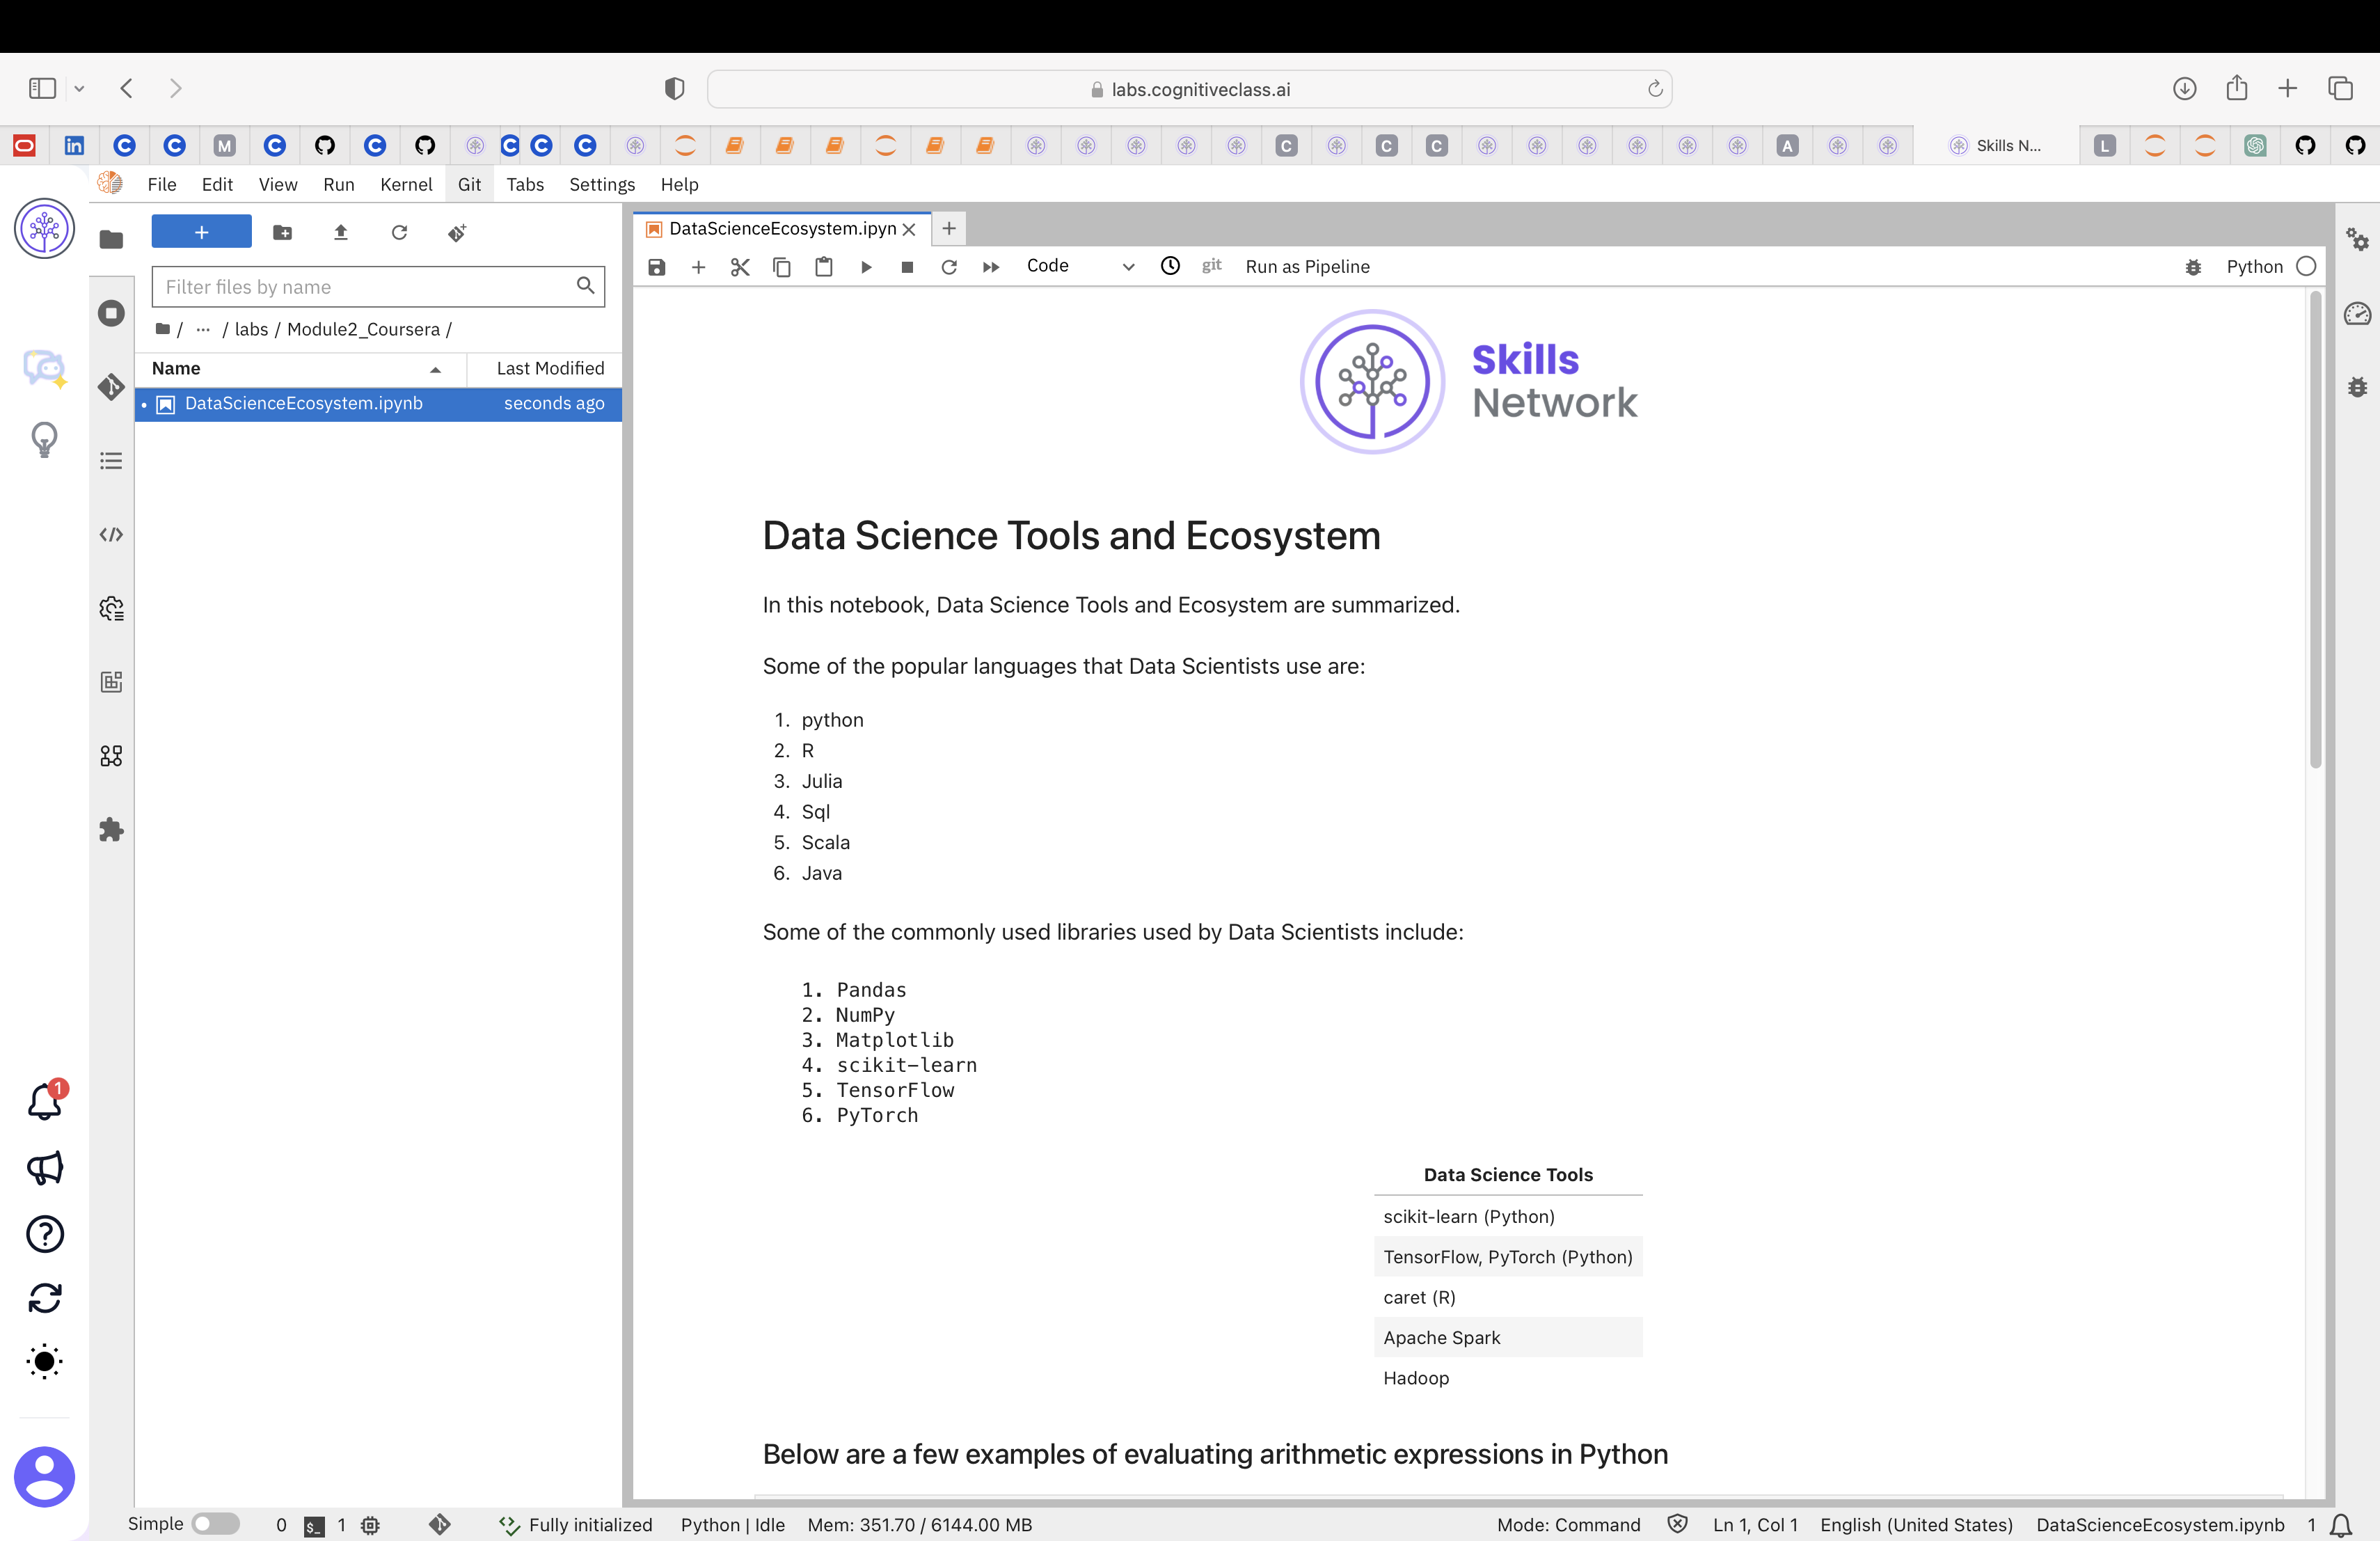 labs.cognitiveclass.ai
in C C M C C C C C C C C A Skills N... L
File Edit View Run Kernel Git Tabs Settings Help
+
DataScienceEcosystem.ipyn
Filter files by name
Code git Run as Pipeline Python
/ ... / labs / Module2_Coursera /
Name Last Modified
DataScienceEcosystem.ipynb seconds ago
Skills
Network
Data Science Tools and Ecosystem
In this notebook, Data Science Tools and Ecosystem are summarized.
Some of the popular languages that Data Scientists use are:
1. python
2. R
3. Julia
4. Sql
5. Scala
6. Java
Some of the commonly used libraries used by Data Scientists include:
1. Pandas
2. NumPy
3. Matplotlib
4. scikit-learn
5. TensorFlow
6. PyTorch
Data Science Tools
scikit-learn (Python)
TensorFlow, PyTorch (Python)
caret (R)
Apache Spark
Hadoop
Below are a few examples of evaluating arithmetic expressions in Python
1
Simple 0 $_ 1 Fully initialized Python | Idle Mem: 351.70 / 6144.00 MB Mode: Command Ln 1, Col 1 English (United States) DataScienceEcosystem.ipynb 1